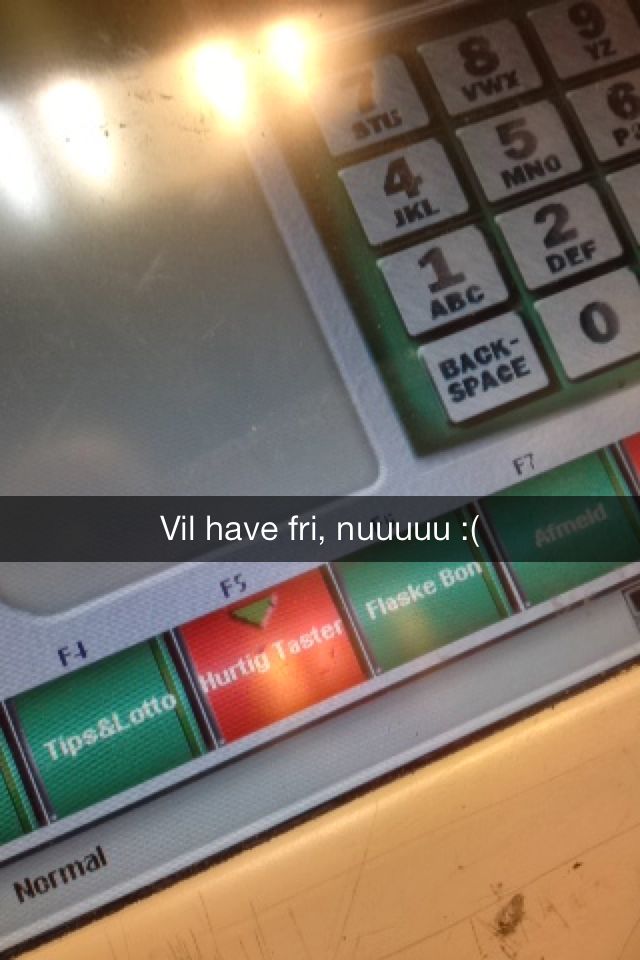 7 8 9
STU VWX YZ
4 5 6
JKL MNO
1 2
ABC DEF
BACK-
SPACE
0
F7
Vil have fri, nuuuuu :(
Afmeld
F5
Flaske Bon
Hurtig Taster
F4
Tips&Lotto
Normal